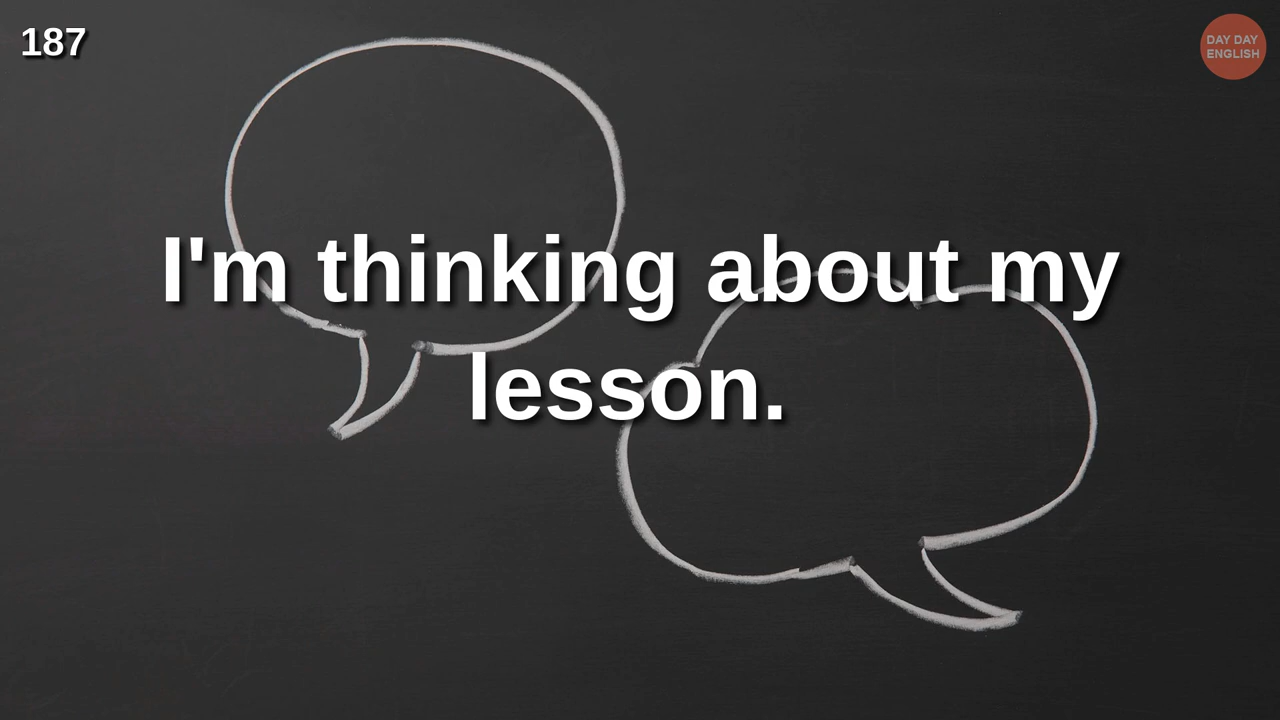 187
DAY DAY
ENGLISH
I'm thinking about my
lesson.